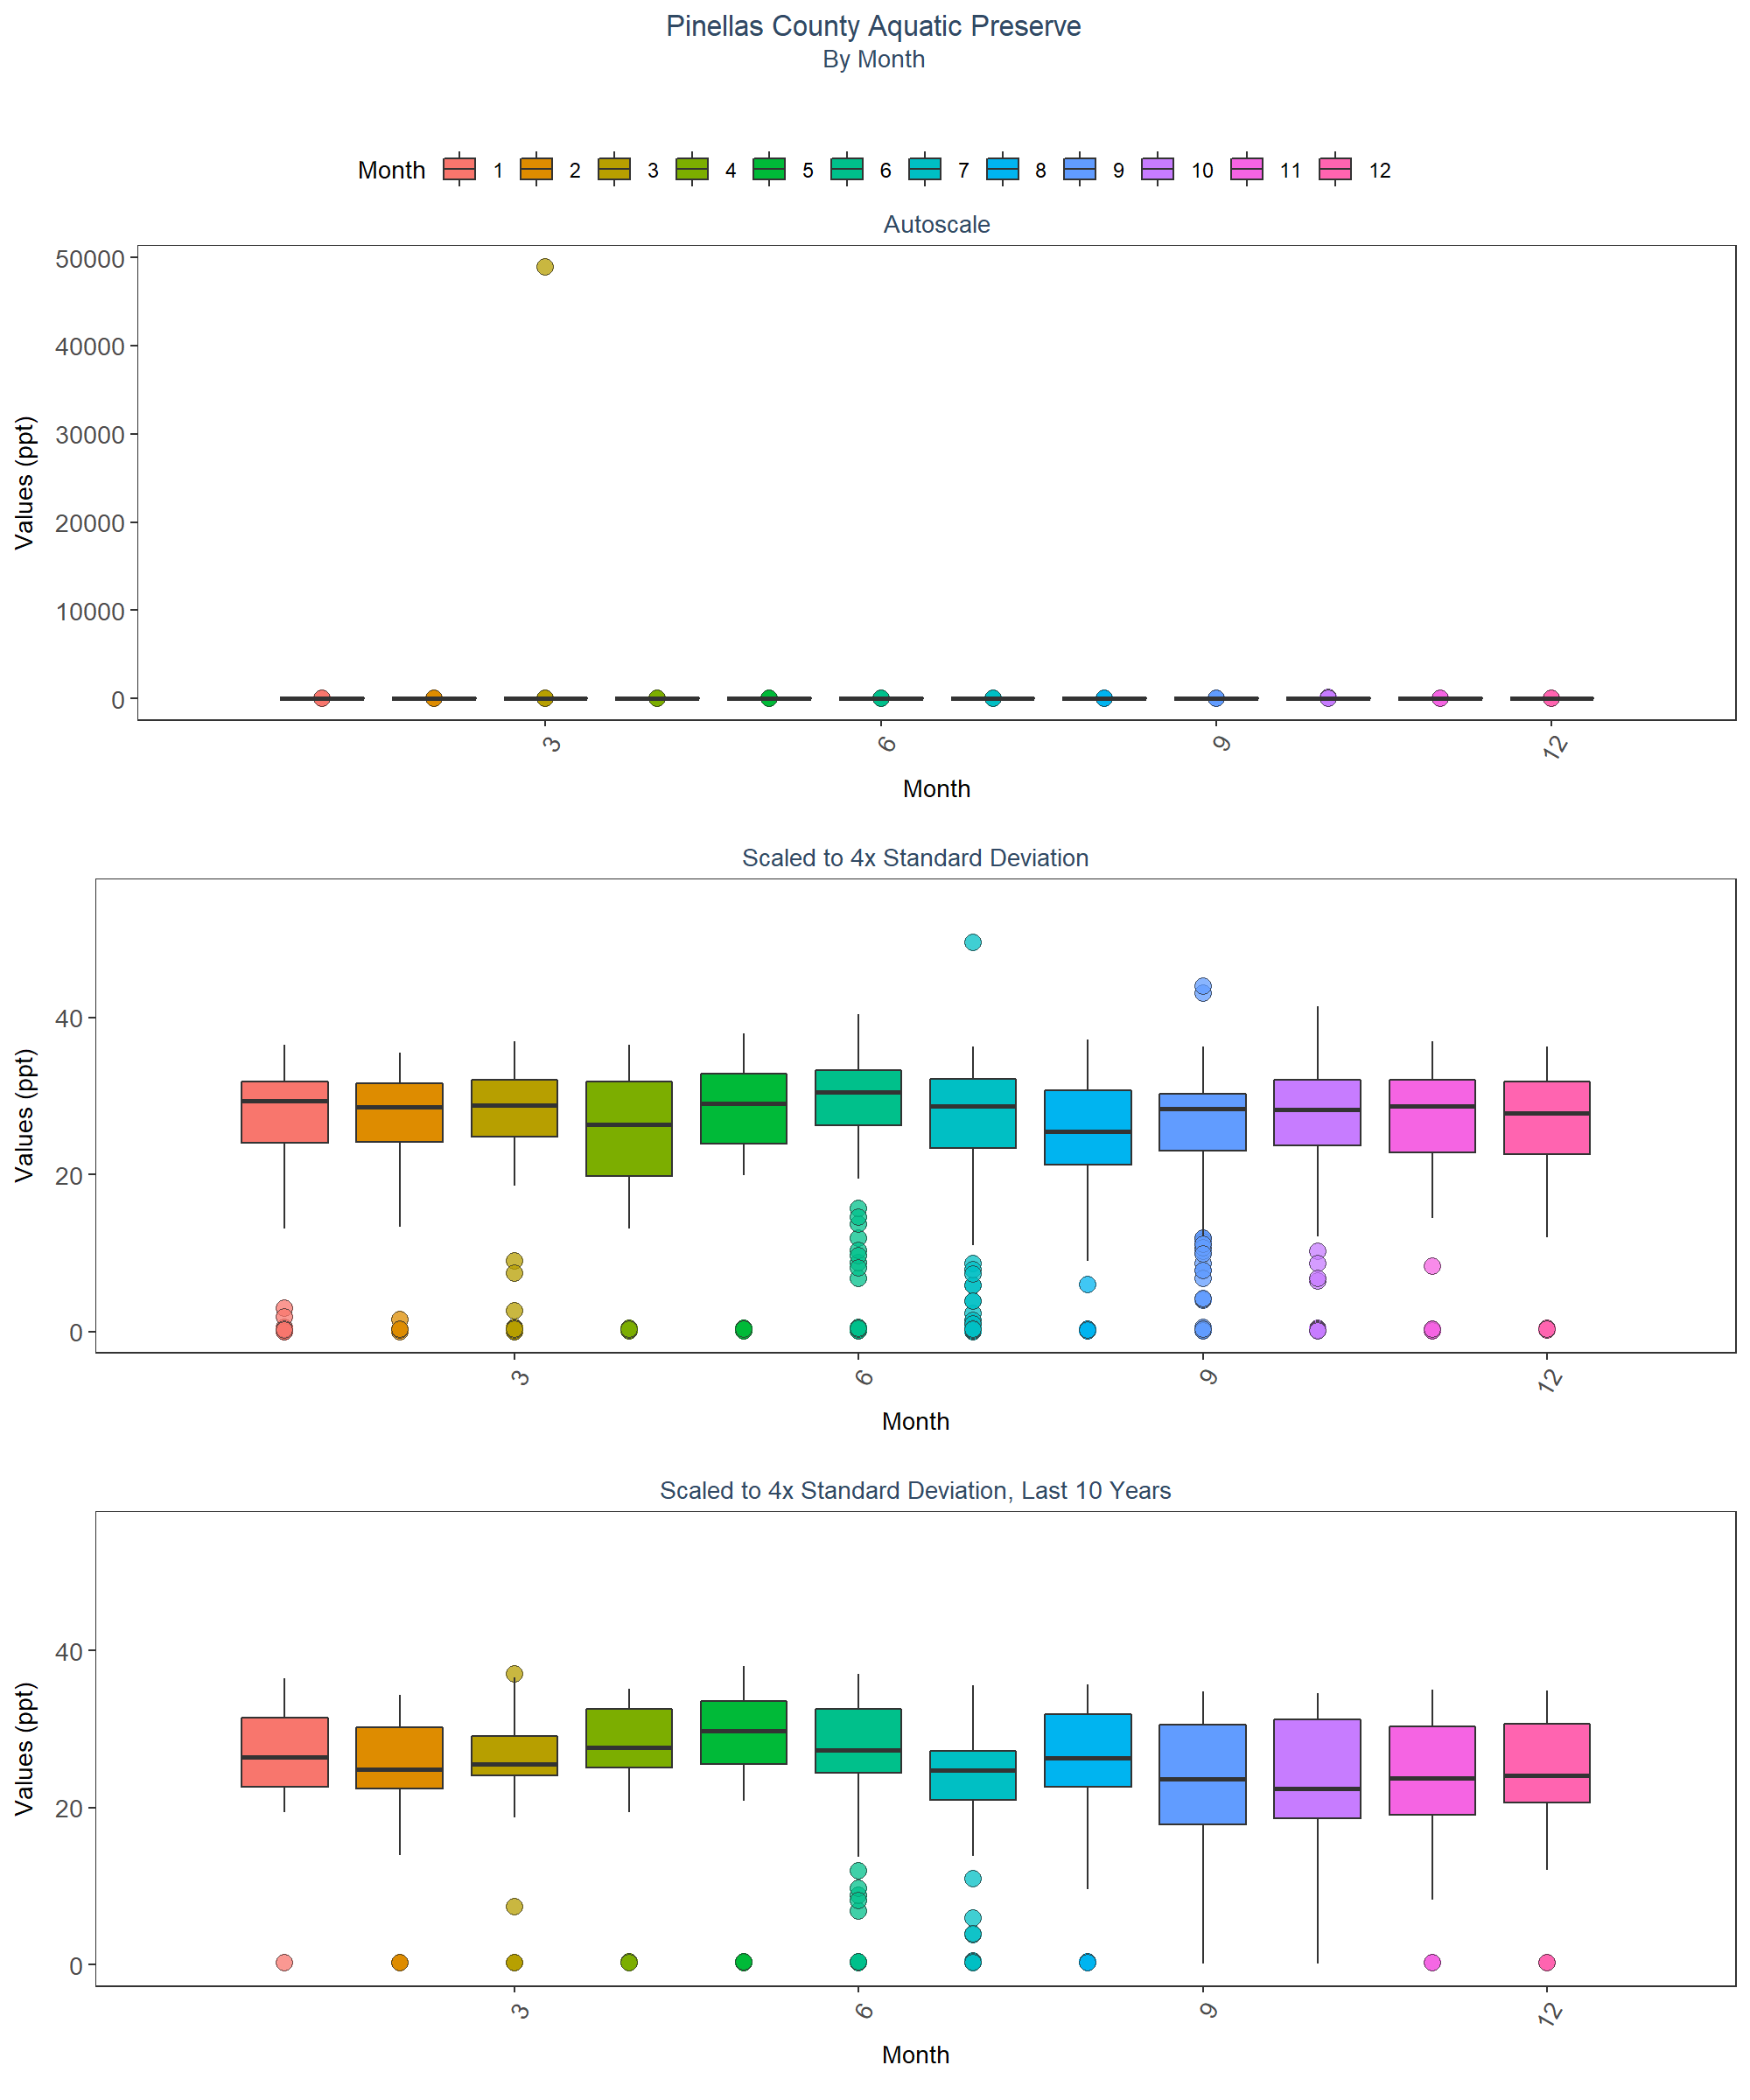 Pinellas County Aquatic Preserve
By Month
Month 1 2 3 4 5 6 7 8 9 10 11 12
Autoscale
50000
40000
30000
20000
10000
0
Values (ppt)
3 6 9 12
Month
Scaled to 4x Standard Deviation
40
20
0
Values (ppt)
3 6 9 12
Month
Scaled to 4x Standard Deviation, Last 10 Years
40
20
0
Values (ppt)
3 6 9 12
Month